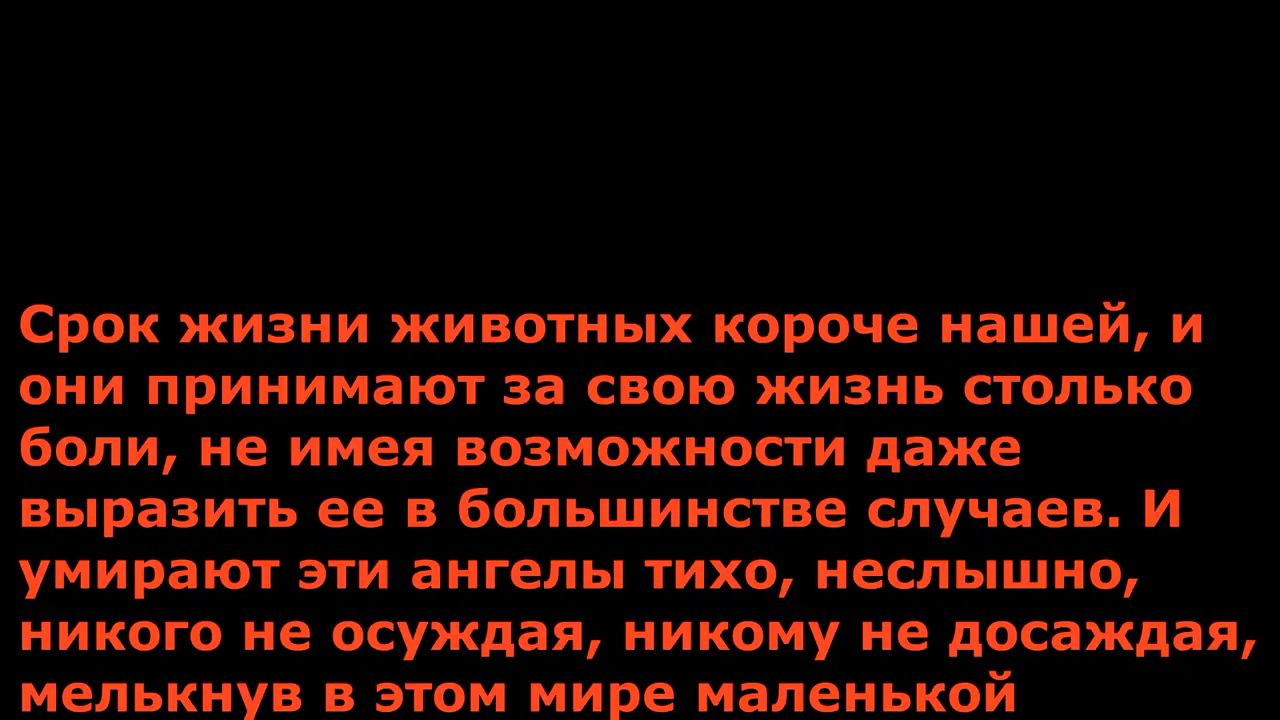 Срок жизни животных короче нашей, и
они принимают за свою жизнь столько
боли, не имея возможности даже
выразить ее в большинстве случаев. И
умирают эти ангелы тихо, неслышно,
никого не осуждая, никому не досаждая,
мелькнув в этом мире маленькой